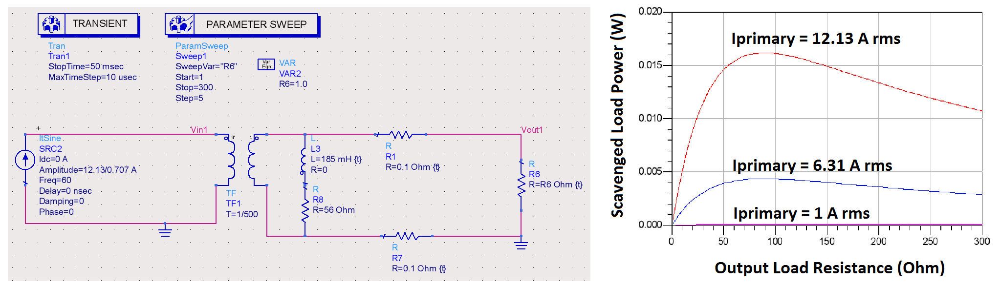 TRANSIENT
Tran
Tran1
StopTime=50 msec
MaxTimeStep=10 usec
PARAMETER SWEEP
ParamSweep
Sweep1
SweepVar="R6"
Start=1
Stop=300
Step=5
Var
Eqn
VAR
VAR2
R6=1.0
+
ItSine
SRC2
Idc=0 A
Amplitude=12.13/0.707 A
Freq=60
Delay=0 nsec
Damping=0
Phase=0
Vin1
T
1
TF
TF1
T=1/500
L
L3
L=185 mH {t}
R=0
R
R8
R=56 Ohm
R
R1
R=0.1 Ohm {t}
R
R7
R=0.1 Ohm {t}
Vout1
R
R6
R=R6 Ohm {t}
Scavenged Load Power (W)
0.020
0.015
0.010
0.005
0.000
Iprimary = 12.13 A rms
Iprimary = 6.31 A rms
Iprimary = 1 A rms
0 50 100 150 200 250 300
Output Load Resistance (Ohm)